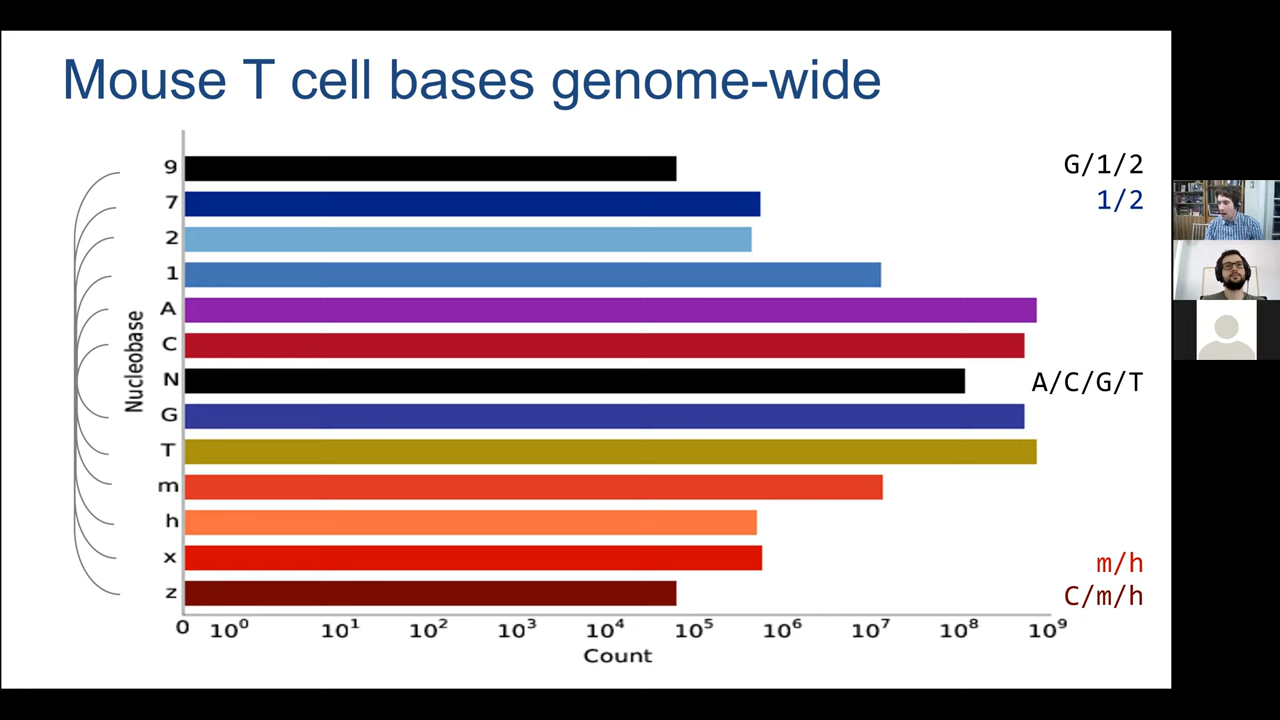 Mouse T cell bases genome-wide
9
G/1/2
7
1/2
2
1
A
C
N
A/C/G/T
G
T
m
h
x
m/h
z
C/m/h
Nucleobase
0 10⁰ 10¹ 10² 10³ 10⁴ 10⁵ 10⁶ 10⁷ 10⁸ 10⁹
Count